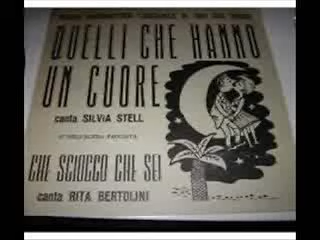 QUELLI CHE HANNO
UN CUORE
canta SILVIA STELL
CHE SCIOCCO CHE SEI
canta RITA BERTOLINI